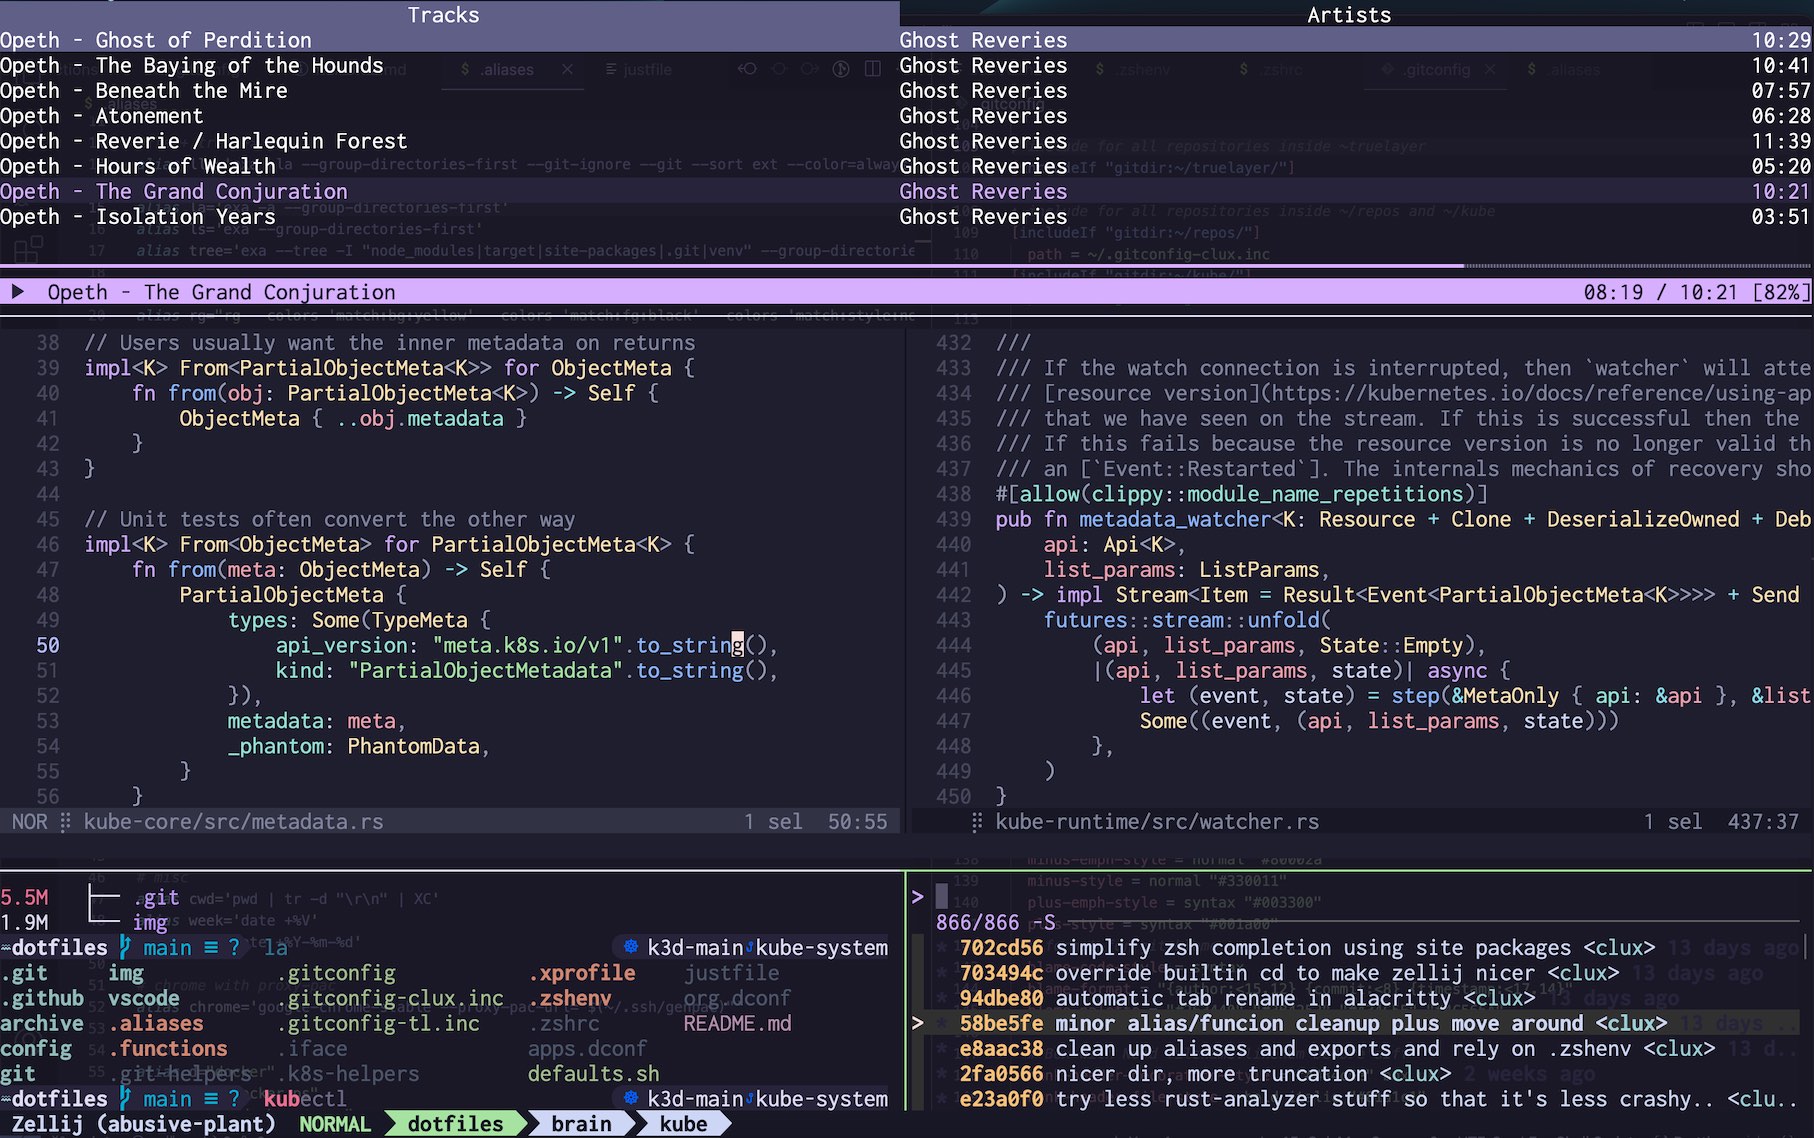 Tracks Artists
Opeth - Ghost of Perdition Ghost Reveries 10:29
Opeth - The Baying of the Hounds Ghost Reveries 10:41
Opeth - Beneath the Mire Ghost Reveries 07:57
Opeth - Atonement Ghost Reveries 06:28
Opeth - Reverie / Harlequin Forest Ghost Reveries 11:39
Opeth - Hours of Wealth Ghost Reveries 05:20
Opeth - The Grand Conjuration Ghost Reveries 10:21
Opeth - Isolation Years Ghost Reveries 03:51
▶ Opeth - The Grand Conjuration 08:19 / 10:21 [82%]
38 // Users usually want the inner metadata on returns
39 impl<K> From<PartialObjectMeta<K>> for ObjectMeta {
40 fn from(obj: PartialObjectMeta<K>) -> Self {
41 ObjectMeta { ..obj.metadata }
42 }
43 }
44
45 // Unit tests often convert the other way
46 impl<K> From<ObjectMeta> for PartialObjectMeta<K> {
47 fn from(meta: ObjectMeta) -> Self {
48 PartialObjectMeta {
49 types: Some(TypeMeta {
50 api_version: "meta.k8s.io/v1".to_string(),
51 kind: "PartialObjectMetadata".to_string(),
52 }),
53 metadata: meta,
54 _phantom: PhantomData,
55 }
56 }
NOR ⣿ kube-core/src/metadata.rs 1 sel 50:55
432 ///
433 /// If the watch connection is interrupted, then `watcher` will atte
434 /// [resource version](https://kubernetes.io/docs/reference/using-ap
435 /// that we have seen on the stream. If this is successful then the
436 /// If this fails because the resource version is no longer valid th
437 /// an [`Event::Restarted`]. The internals mechanics of recovery sho
438 #[allow(clippy::module_name_repetitions)]
439 pub fn metadata_watcher<K: Resource + Clone + DeserializeOwned + Deb
440 api: Api<K>,
441 list_params: ListParams,
442 ) -> impl Stream<Item = Result<Event<PartialObjectMeta<K>>>> + Send
443 futures::stream::unfold(
444 (api, list_params, State::Empty),
445 |(api, list_params, state)| async {
446 let (event, state) = step(&MetaOnly { api: &api }, &list
447 Some((event, (api, list_params, state)))
448 },
449 )
450 }
⣿ kube-runtime/src/watcher.rs 1 sel 437:37
5.5M ├── .git
1.9M └── img
dotfiles main ≡ ? la k3d-main kube-system
.git img .gitconfig .xprofile justfile
.github vscode .gitconfig-clux.inc .zshenv org.dconf
archive .aliases .gitconfig-tl.inc .zshrc README.md
config .functions .iface apps.dconf
git .git-helpers .k8s-helpers defaults.sh
dotfiles main ≡ ? kubectl k3d-main kube-system
>
866/866 -S
* 702cd56 simplify zsh completion using site packages <clux> 13 days ago
* 703494c override builtin cd to make zellij nicer <clux> 13 days ago
* 94dbe80 automatic tab rename in alacritty <clux> 13 days ago
> * 58be5fe minor alias/funcion cleanup plus move around <clux> 13 days ..
* e8aac38 clean up aliases and exports and rely on .zshenv <clux> 13 d..
* 2fa0566 nicer dir, more truncation <clux> 2 weeks ago
* e23a0f0 try less rust-analyzer stuff so that it's less crashy.. <clu..
Zellij (abusive-plant) NORMAL dotfiles brain kube